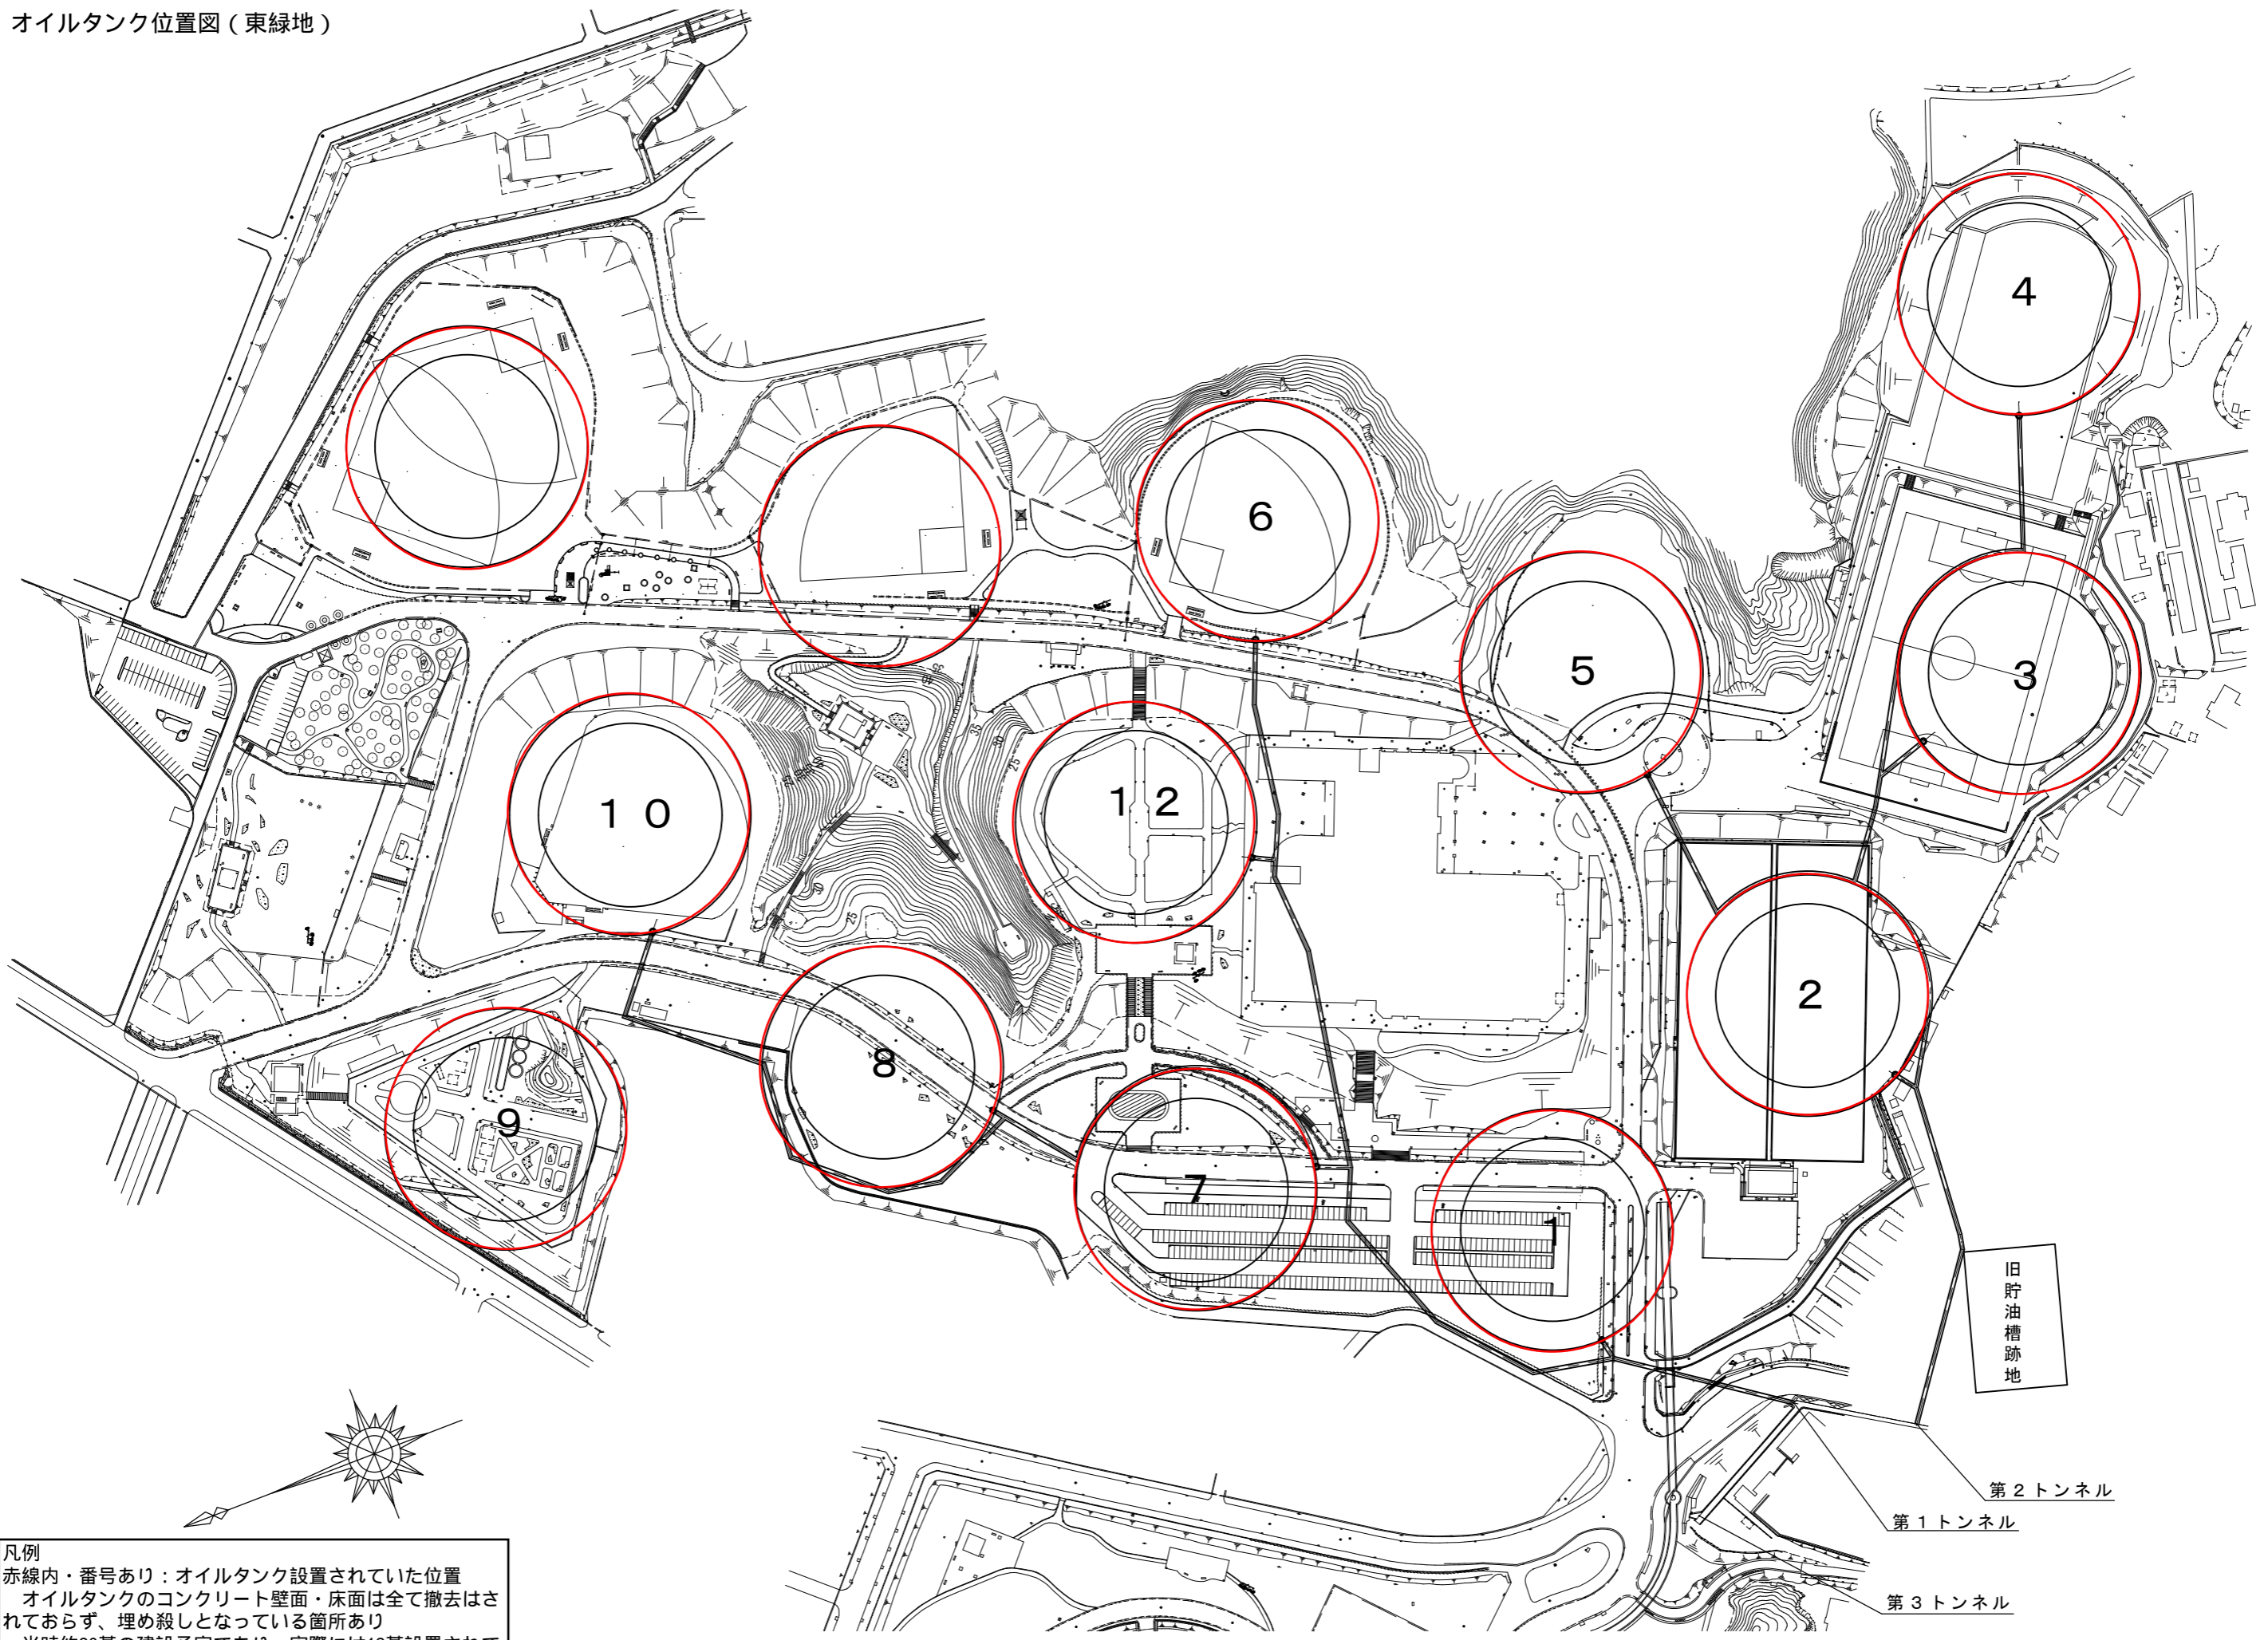 オイルタンク位置図（東緑地）
4
6
5
3
１０
１２
2
8
9
7
1
35
30
25
25
旧貯油槽跡地
第２トンネル
第１トンネル
第３トンネル
凡例
赤線内・番号あり：オイルタンク設置されていた位置
オイルタンクのコンクリート壁面・床面は全て撤去はさ
れておらず、埋め殺しとなっている箇所あり